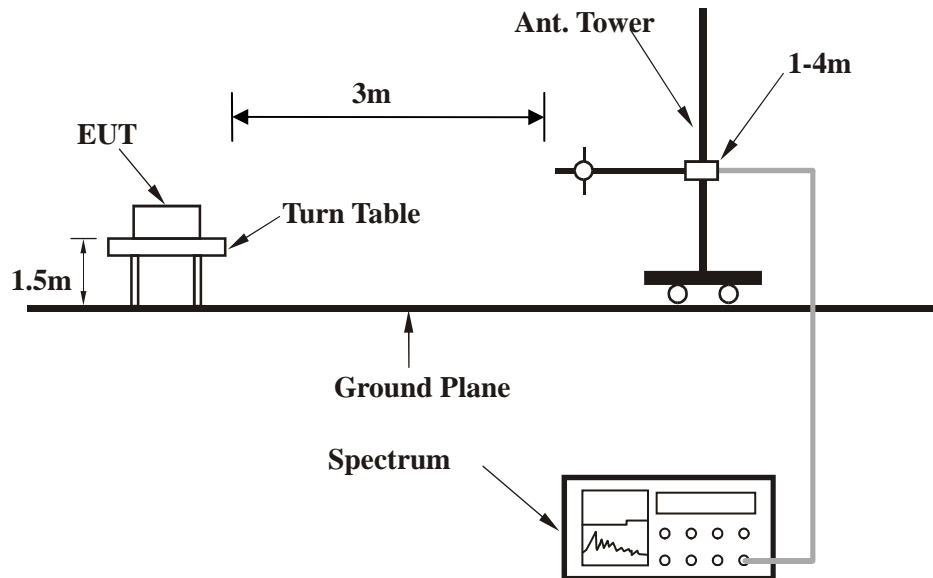 Ant. Tower
1-4m
3m
EUT
Turn Table
1.5m
Ground Plane
Spectrum